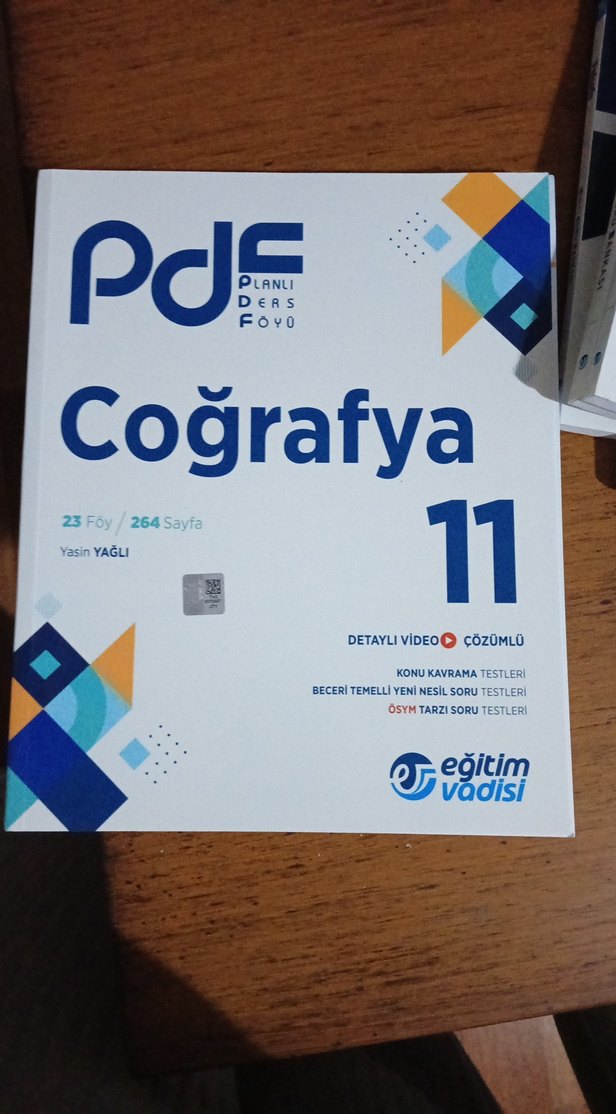 PDF
PLANLI
DERS
FÖYÜ
Coğrafya
11
23 Föy / 264 Sayfa
Yasin YAĞLI
DETAYLI VİDEO ÇÖZÜMLÜ
KONU KAVRAMA TESTLERİ
BECERİ TEMELLİ YENİ NESİL SORU TESTLERİ
ÖSYM TARZI SORU TESTLERİ
eğitim
vadisi